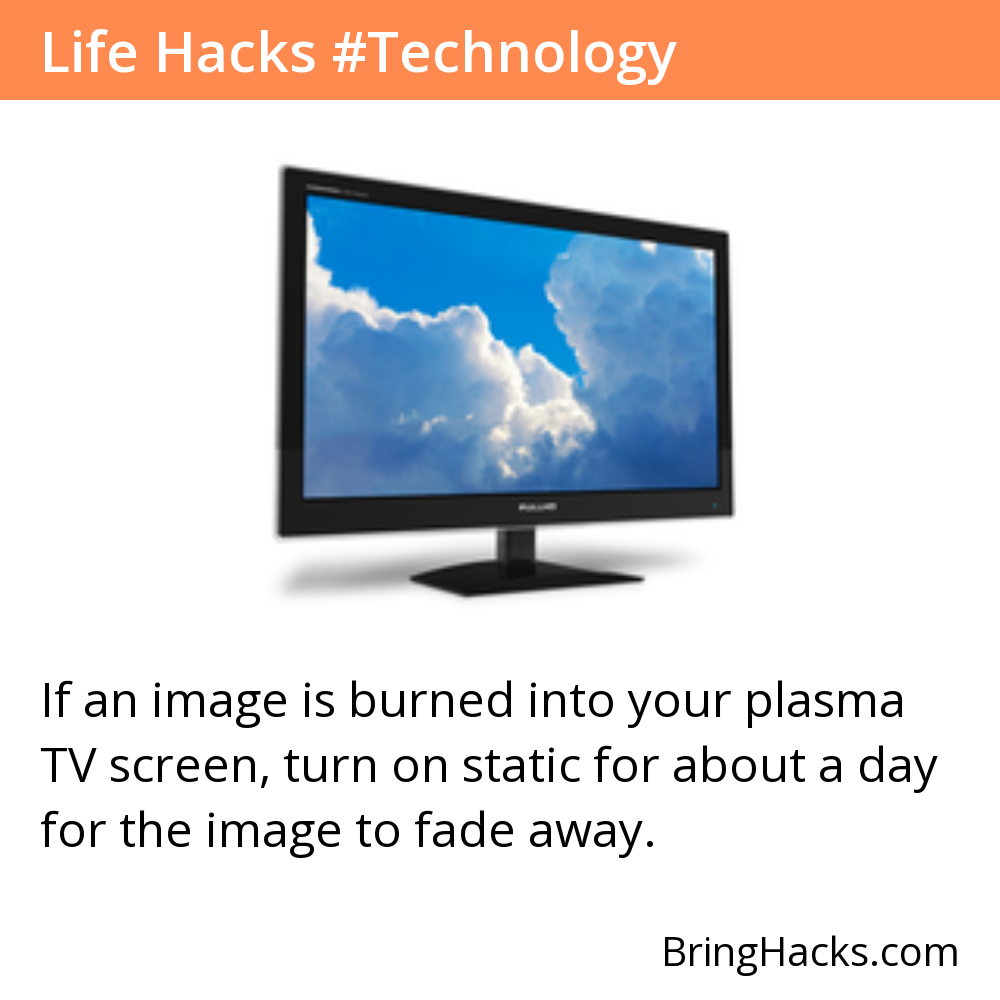 Life Hacks #Technology
If an image is burned into your plasma
TV screen, turn on static for about a day
for the image to fade away.
BringHacks.com